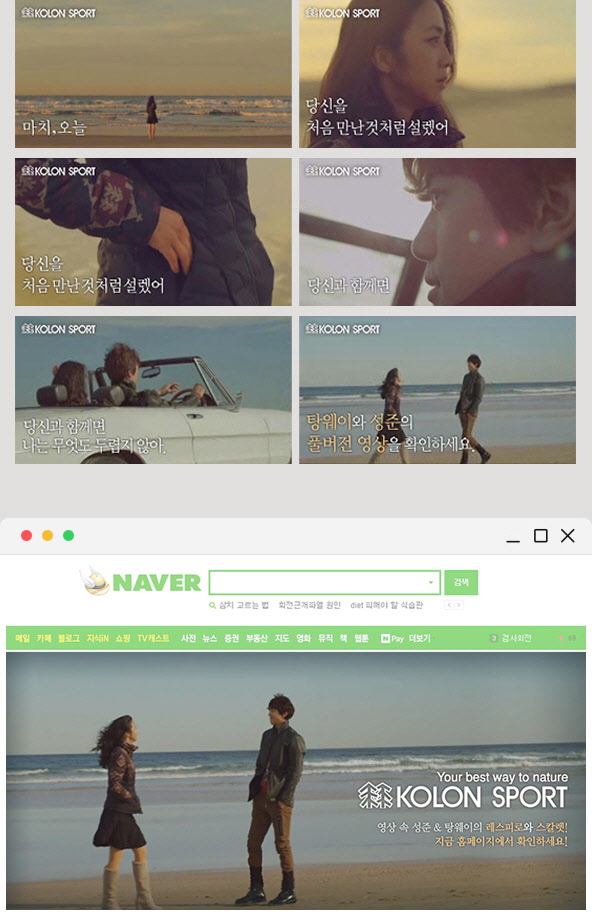 KOLON SPORT
마치, 오늘
KOLON SPORT
당신을
처음 만난 것처럼 설렜어
KOLON SPORT
당신을
처음 만난 것처럼 설렜어
KOLON SPORT
당신과 함께면
KOLON SPORT
당신과 함께면
나는 무엇도 두렵지 않아.
KOLON SPORT
탕웨이와 성준의
풀버전 영상을 확인하세요.
NAVER
검색
삼치 고르는 법 회전근개파열 원인 diet 피해야 할 식습관
메일 카페 블로그 지식iN 쇼핑 TV캐스트 사전 뉴스 증권 부동산 지도 영화 뮤직 책 웹툰 N Pay 더보기
3 검사외전
Your best way to nature
KOLON SPORT
영상 속 성준 & 탕웨이의 레스피로와 스칼렛!
지금 홈페이지에서 확인하세요!